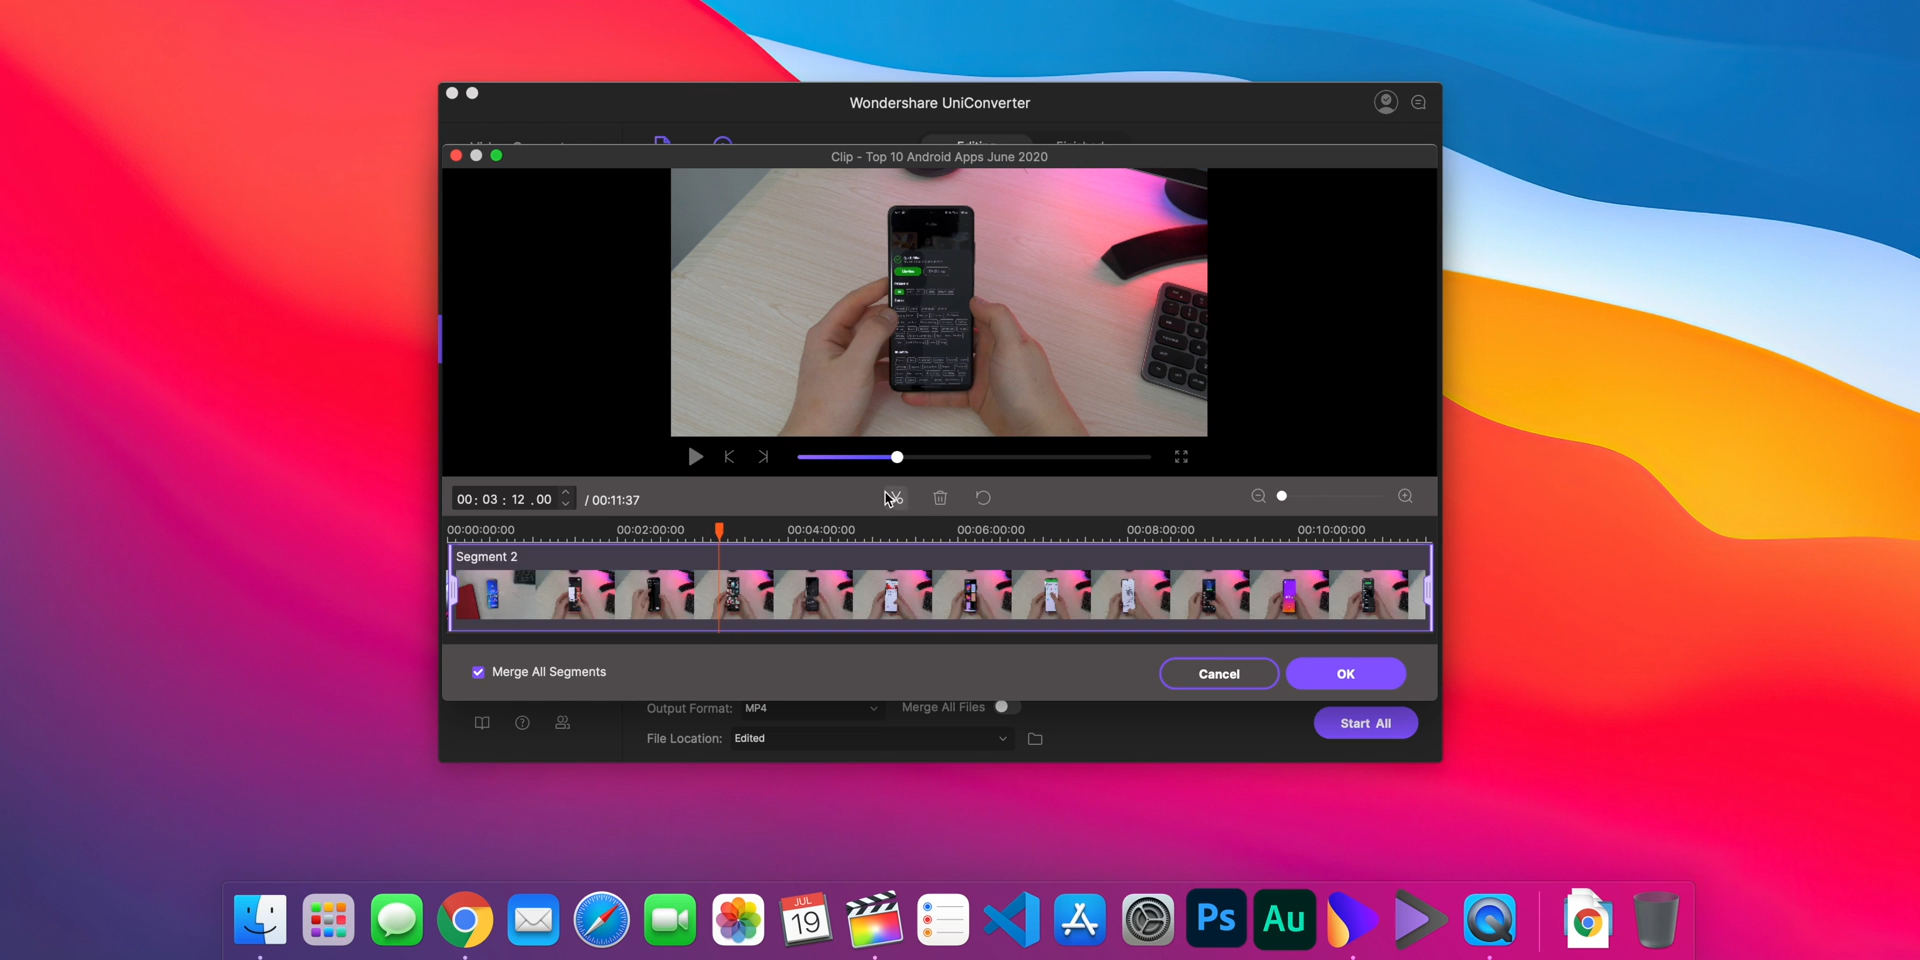 Wondershare UniConverter
Clip - Top 10 Android Apps June 2020
00: 03 : 12 .00 / 00:11:37
00:00:00:00 00:02:00:00 00:04:00:00 00:06:00:00 00:08:00:00 00:10:00:00
Segment 2
Merge All Segments
Cancel
OK
Output Format: MP4
Merge All Files
Start All
File Location: Edited
JUL
19
Ps
Au